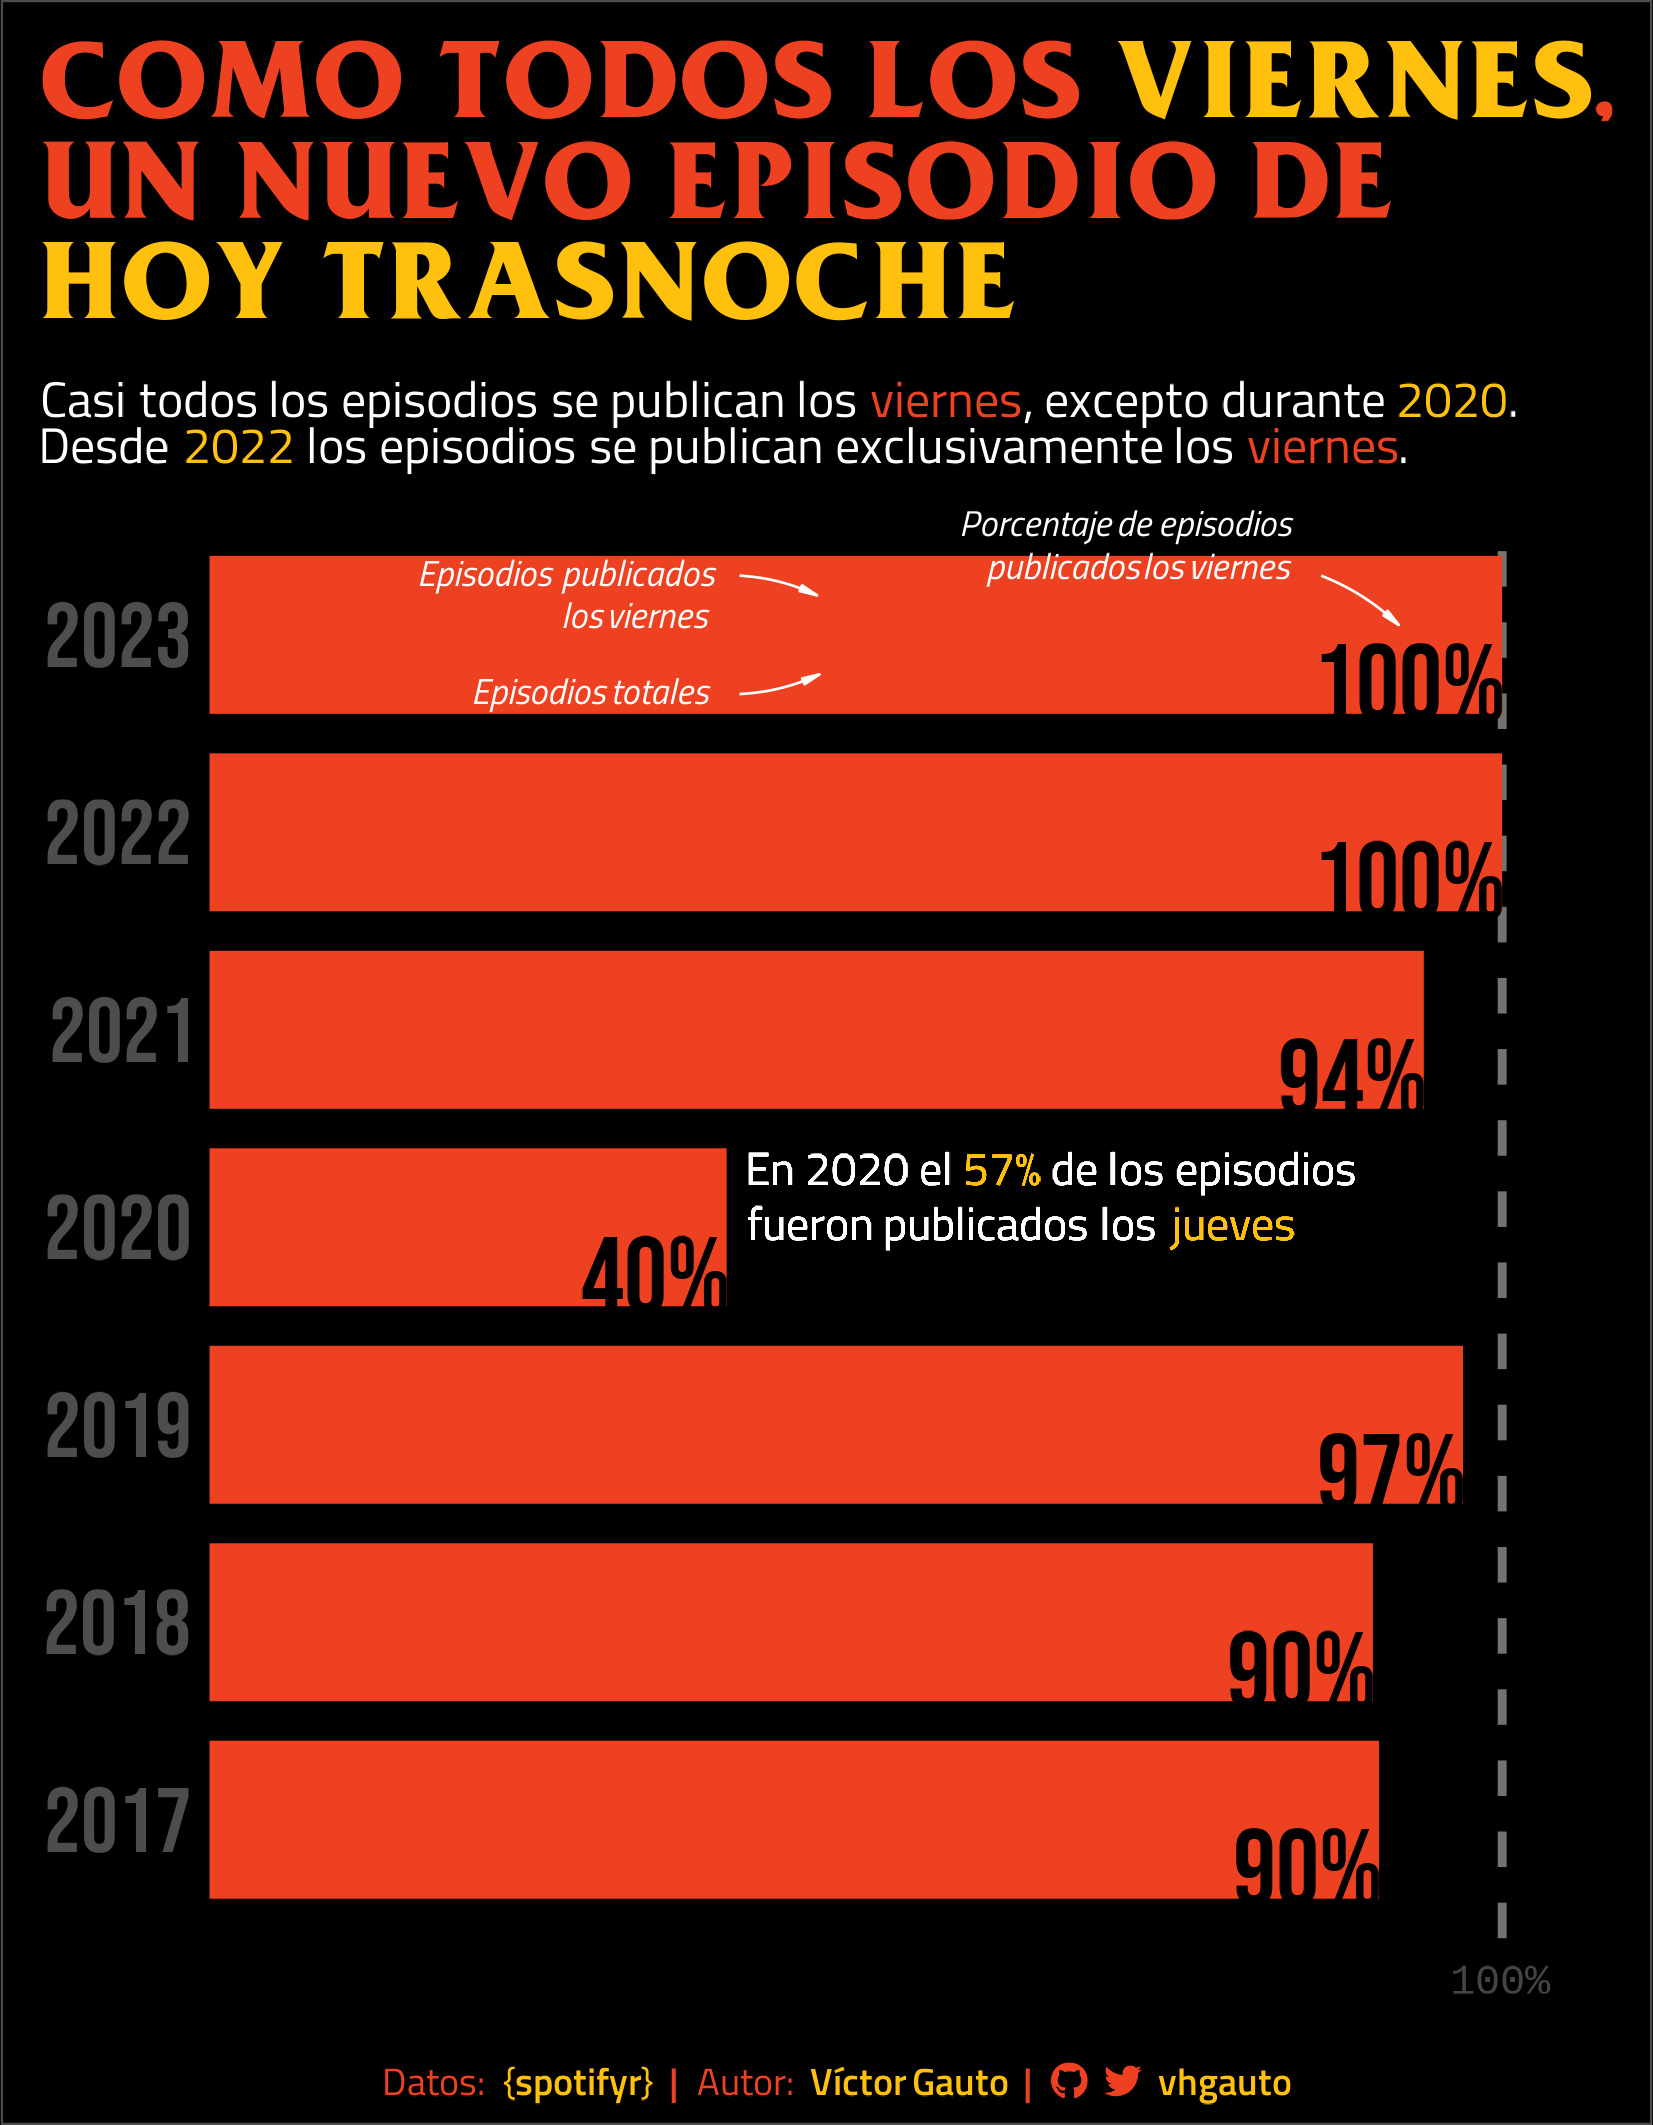 COMO TODOS LOS VIERNES,
UN NUEVO EPISODIO DE
HOY TRASNOCHE
Casi todos los episodios se publican los viernes, excepto durante 2020.
Desde 2022 los episodios se publican exclusivamente los viernes.
Porcentaje de episodios
publicados los viernes
Episodios publicados
los viernes
Episodios totales
2023
100%
2022
100%
2021
94%
2020
40%
En 2020 el 57% de los episodios
fueron publicados los jueves
2019
97%
2018
90%
2017
90%
100%
Datos: {spotifyr} | Autor: Víctor Gauto | vhgauto